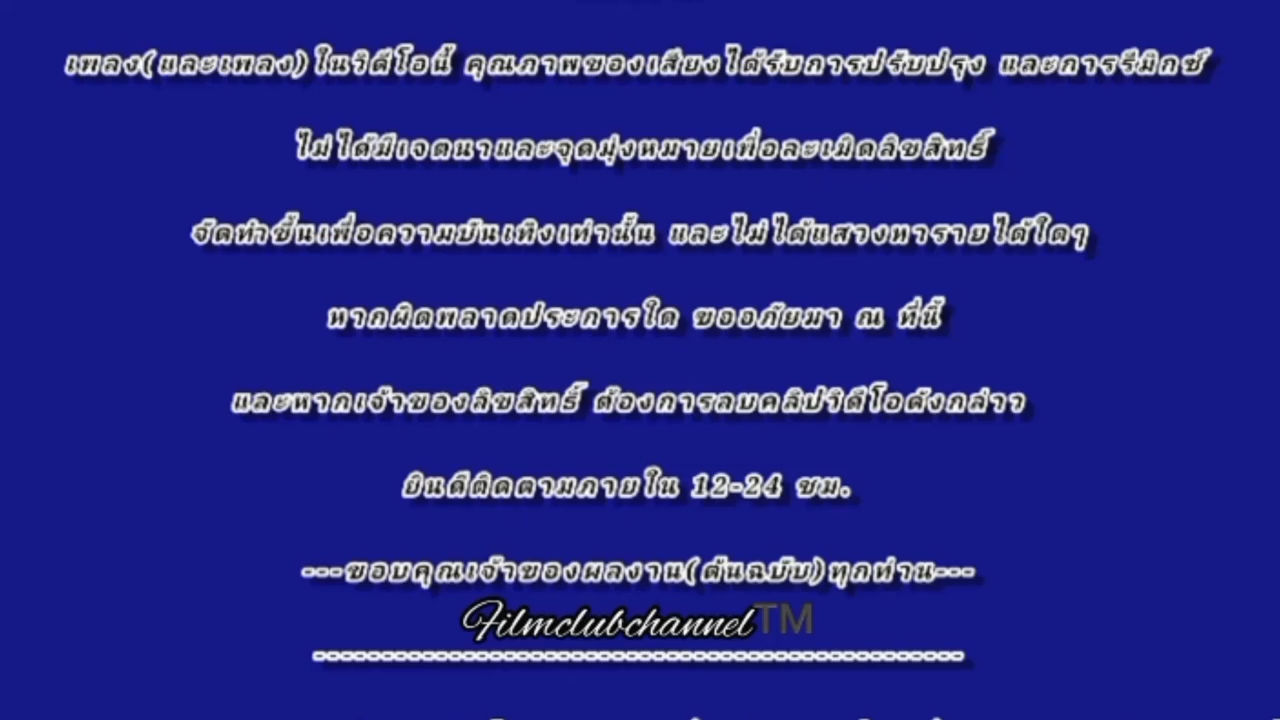 เพลง(และเพลง)ในวิดีโอนี้ คุณภาพของเสียงได้รับการปรับปรุง และการรีมิกซ์
ไม่ได้มีเจตนาและจุดมุ่งหมายเพื่อละเมิดลิขสิทธิ์
จัดทำขึ้นเพื่อความบันเทิงเท่านั้น และไม่ได้แสวงหารายได้ใดๆ
หากผิดพลาดประการใด ขออภัยมา ณ ที่นี้
และหากเจ้าของลิขสิทธิ์ ต้องการลบคลิปวิดีโอดังกล่าว
ยินดีติดตามภายใน 12-24 ชม.
---ขอบคุณเจ้าของผลงาน(ต้นฉบับ)ทุกท่าน---
Filmclubchannel™